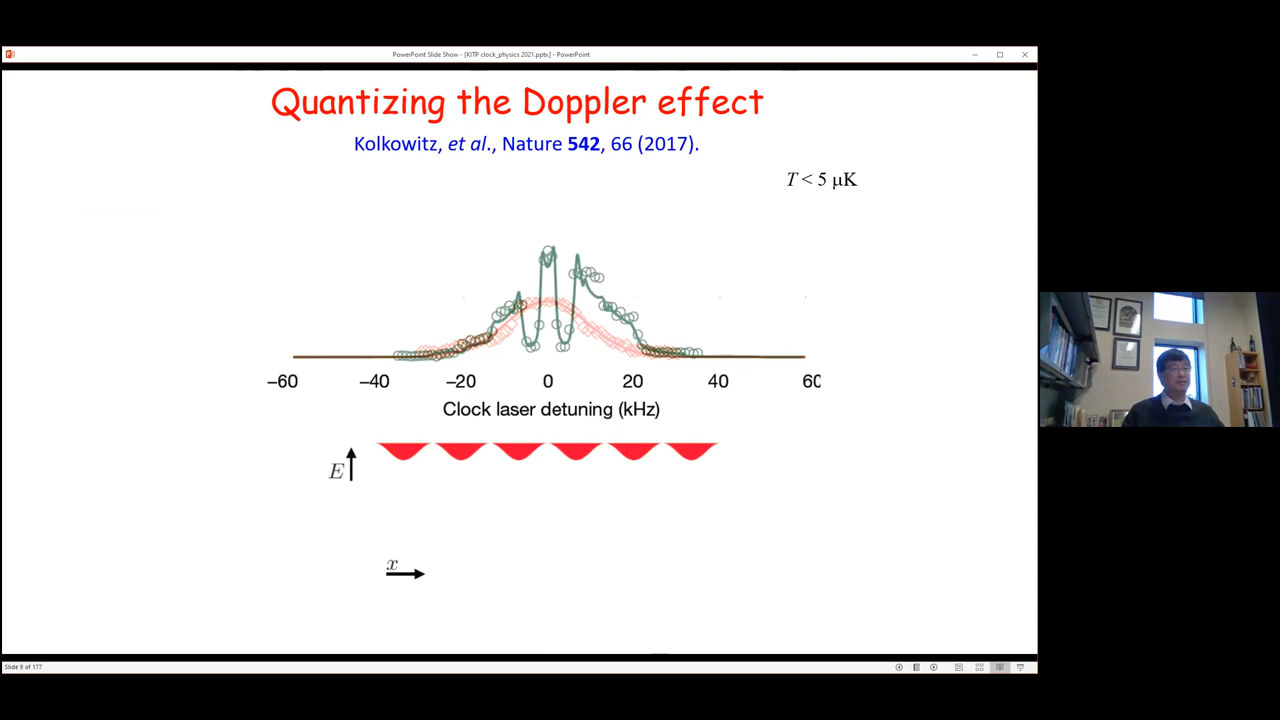 PowerPoint Slide Show - [KITP clock_physics 2021.pptx] - PowerPoint
Quantizing the Doppler effect
Kolkowitz, et al., Nature 542, 66 (2017).
T < 5 μK
−60 −40 −20 0 20 40 60
Clock laser detuning (kHz)
E
x
Slide 9 of 177